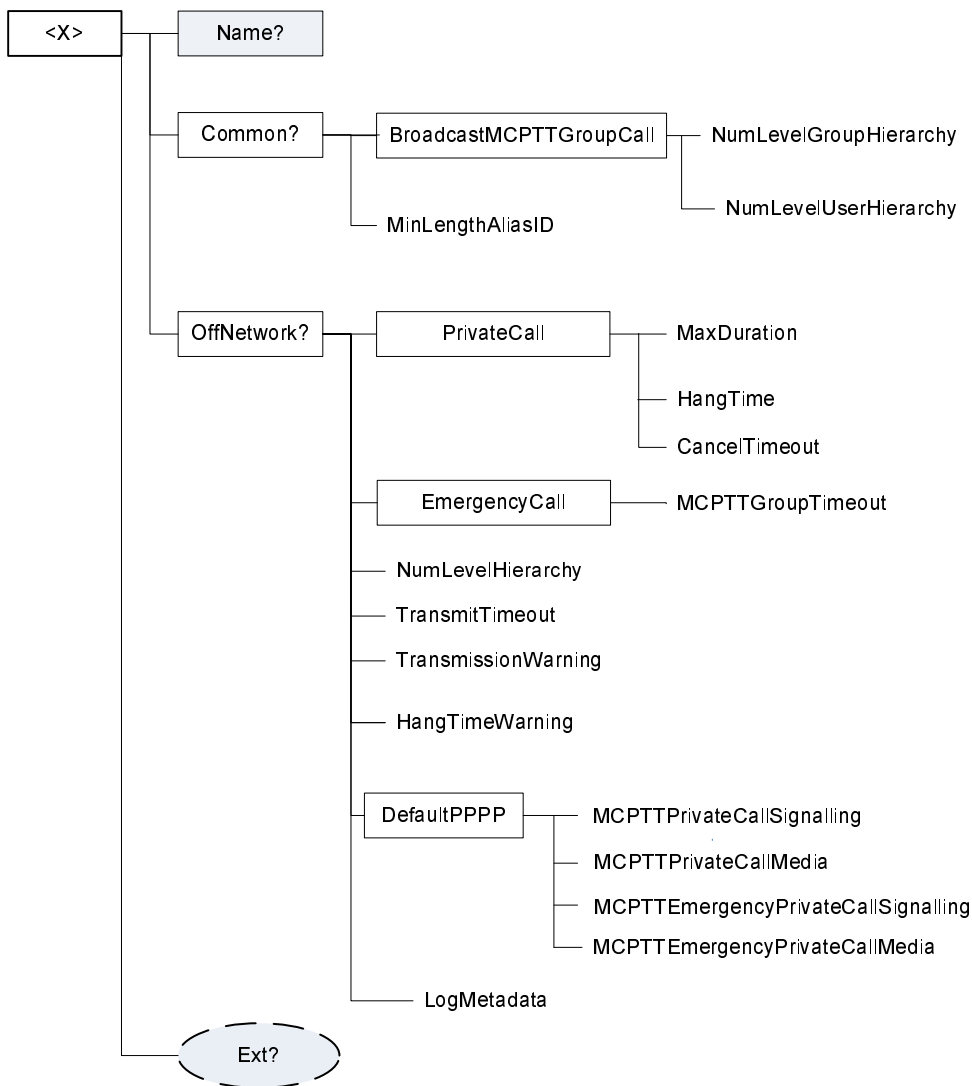 <X>
Name?
Common?
BroadcastMCPTTGroupCall
NumLevelGroupHierarchy
NumLevelUserHierarchy
MinLengthAliasID
OffNetwork?
PrivateCall
MaxDuration
HangTime
CancelTimeout
EmergencyCall
MCPTTGroupTimeout
NumLevelHierarchy
TransmitTimeout
TransmissionWarning
HangTimeWarning
DefaultPPPP
MCPTTPrivateCallSignalling
MCPTTPrivateCallMedia
MCPTTEmergencyPrivateCallSignalling
MCPTTEmergencyPrivateCallMedia
LogMetadata
Ext?